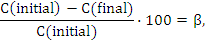 C(initial) − C(final)
C(initial)
· 100 = β,